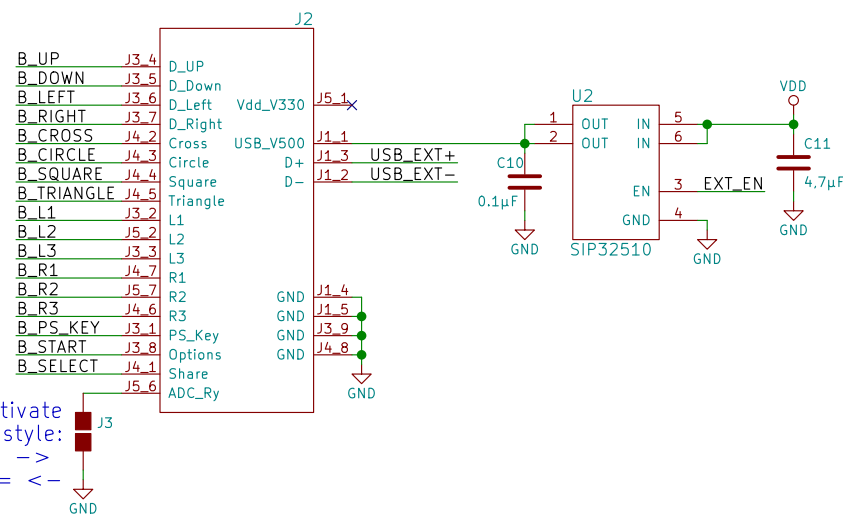 J2
B_UP J3_4 D_UP
B_DOWN J3_5 D_Down
B_LEFT J3_6 D_Left Vdd_V330 J5_1
B_RIGHT J3_7 D_Right
B_CROSS J4_2 Cross USB_V500 J1_1
B_CIRCLE J4_3 Circle D+ J1_3 USB_EXT+
B_SQUARE J4_4 Square D- J1_2 USB_EXT-
B_TRIANGLE J4_5 Triangle
B_L1 J3_2 L1
B_L2 J5_2 L2
B_L3 J3_3 L3
B_R1 J4_7 R1
B_R2 J5_7 R2 GND J1_4
B_R3 J4_6 R3 GND J1_5
B_PS_KEY J3_1 PS_Key GND J3_9
B_START J3_8 Options GND J4_8
B_SELECT J4_1 Share
J5_6 ADC_Ry
GND
tivate
style:
->
= <-
J3
GND
U2
1 OUT IN 5
2 OUT IN 6
EN 3 EXT_EN
GND 4
SIP32510
GND
C10
0.1µF
GND
VDD
C11
4,7µF
GND